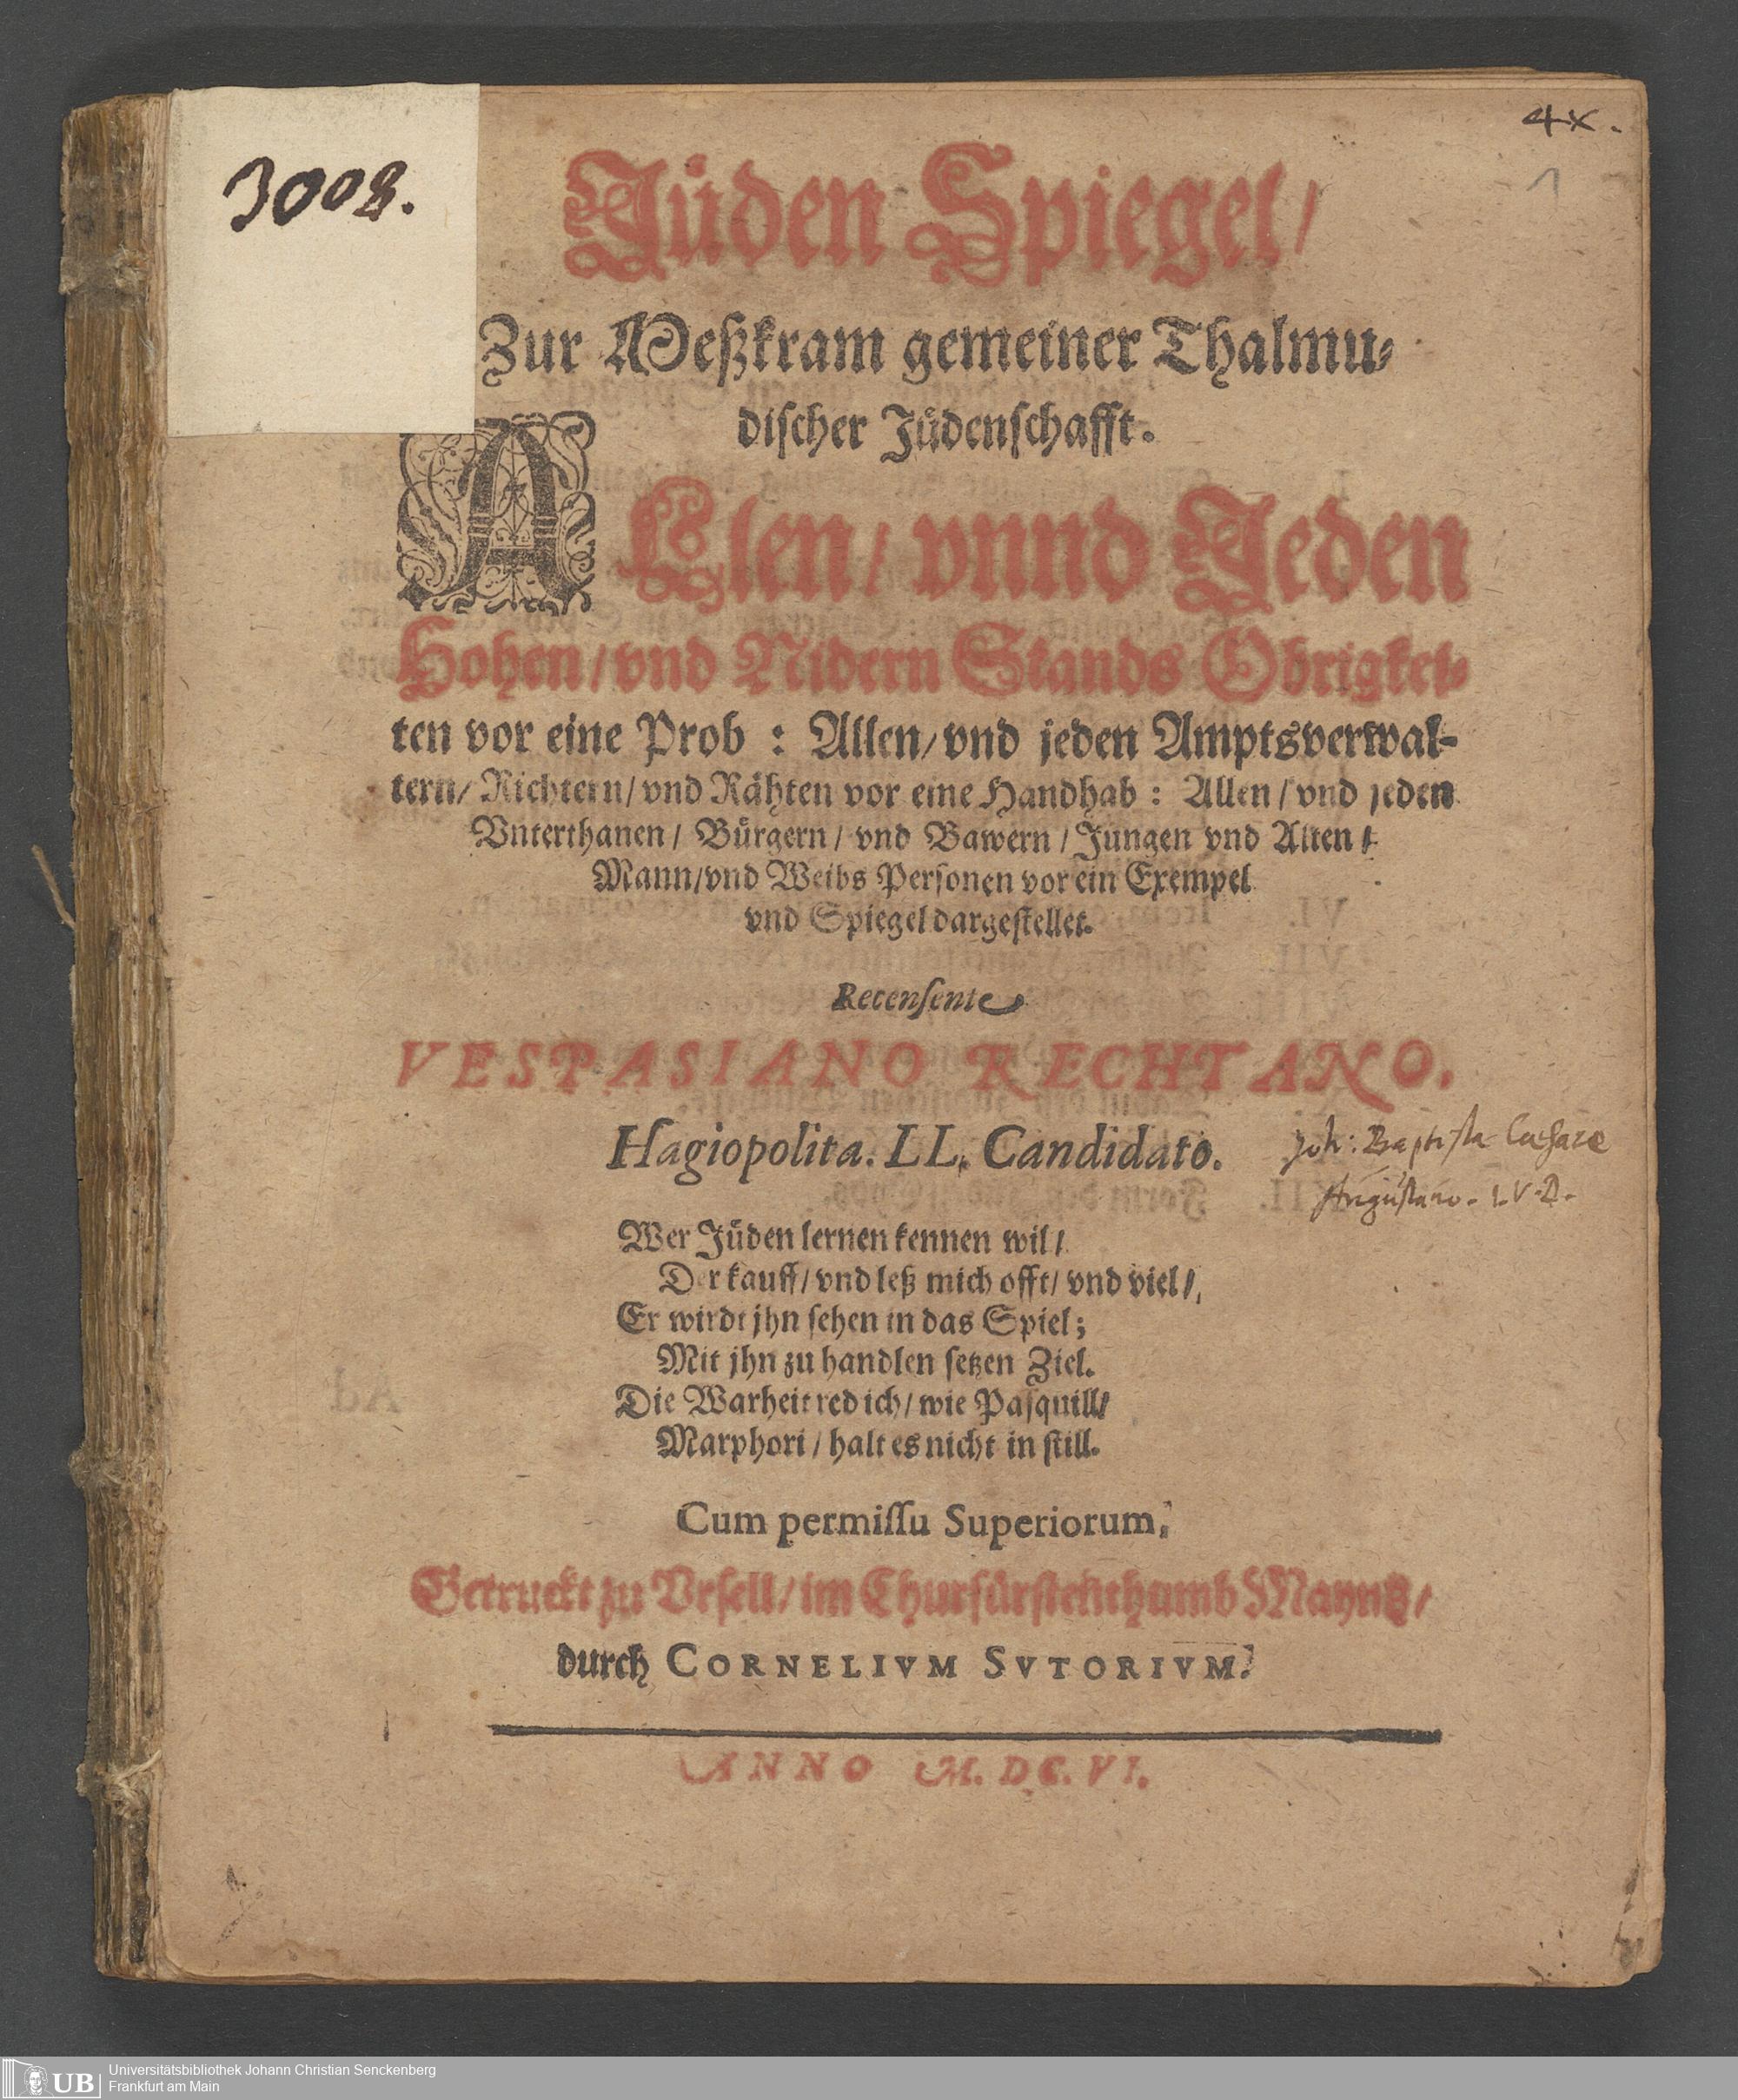 3008.
4x.
1
Jüden Spiegel/
Zur Meßkram gemeiner Thalmu-
discher Jüdenschafft.
ALlen/ vnnd Jeden
Hohen/ vnd Nidern Stands Obrigkei-
ten vor eine Prob : Allen/ vnd jeden Amptsverwal-
tern/ Richtern/ vnd Rähten vor eine Handhab : Allen/ vnd jeden
Vnterthanen/ Bürgern/ vnd Bawern/ Jungen vnd Alten/
Mann/ vnd Weibs Personen vor ein Exempel
vnd Spiegel dargestellet.
Recensente
VESPASIANO RECHTANO.
Hagiopolita. LL. Candidato.
Joh: Baptista Caesare
Augustano. I.V.D.
Wer Jüden lernen kennen wil/
Der kauff/ vnd leß mich offt/ vnd viel/
Er wirdt jhn sehen in das Spiel;
Mit jhn zu handlen setzen Ziel.
Die Warheit red ich/ wie Pasquill/
Marphori/ halt es nicht in still.
Cum permissu Superiorum.
Getruckt zu Vrsell/ im Churfürstenthumb Mayntz/
durch CORNELIVM SVTORIVM.
ANNO M. DC. VI.
UB
Universitätsbibliothek Johann Christian Senckenberg
Frankfurt am Main